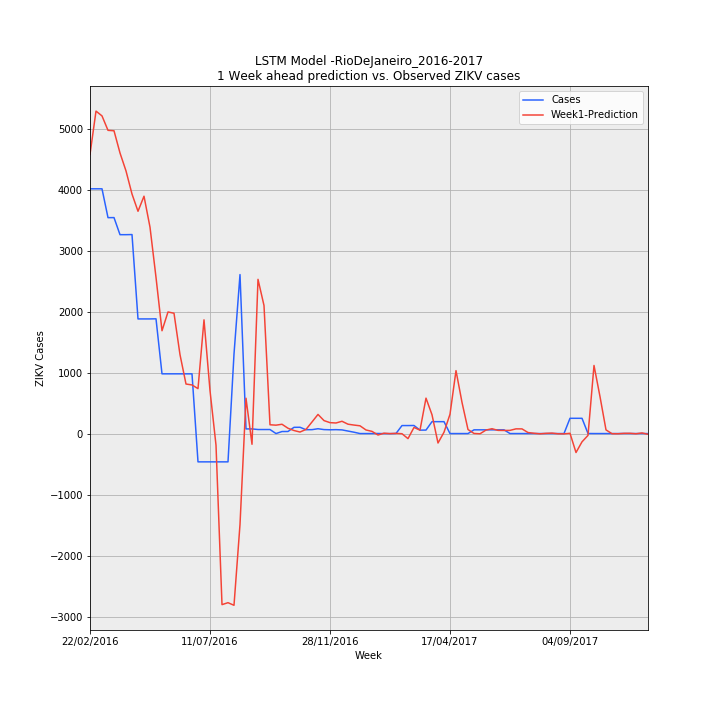 LSTM Model -RioDeJaneiro_2016-2017
1 Week ahead prediction vs. Observed ZIKV cases
Cases
Week1-Prediction
ZIKV Cases
5000
4000
3000
2000
1000
0
−1000
−2000
−3000
22/02/2016 11/07/2016 28/11/2016 17/04/2017 04/09/2017
Week